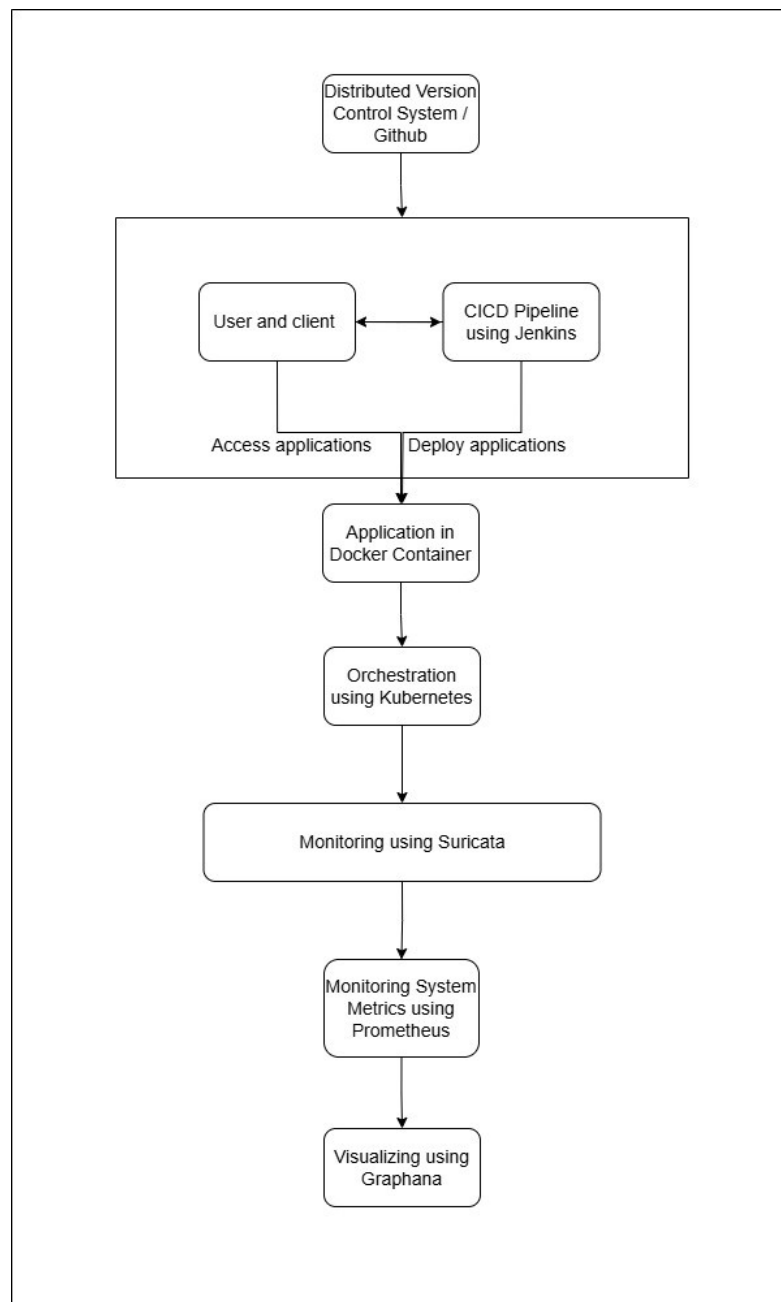 Distributed Version
Control System /
Github
User and client
CICD Pipeline
using Jenkins
Access applications
Deploy applications
Application in
Docker Container
Orchestration
using Kubernetes
Monitoring using Suricata
Monitoring System
Metrics using
Prometheus
Visualizing using
Graphana